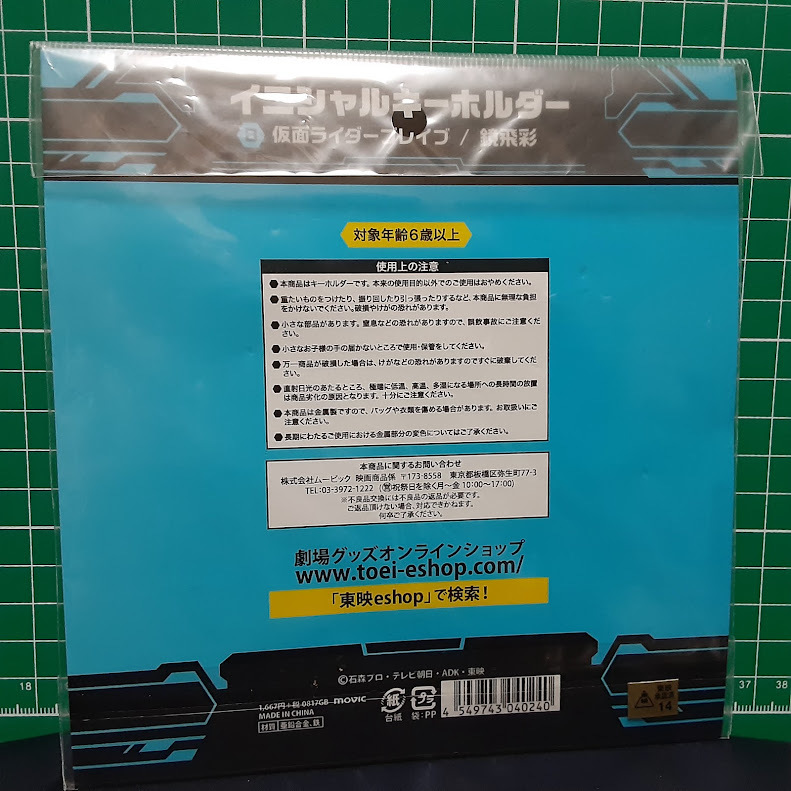 イニシャルキーホルダー
仮面ライダーブレイブ / 鏡飛彩
対象年齢6歳以上
使用上の注意
本商品はキーホルダーです。本来の使用目的以外でのご使用はおやめください。
重たいものをつけたり、振り回したり引っ張ったりするなど、本商品に無理な負担
をかけないでください。破損やけがの恐れがあります。
小さな部品があります。窒息などの恐れがありますので、誤飲事故にご注意くだ
さい。
小さなお子様の手の届かないところで使用・保管をしてください。
万一商品が破損した場合は、けがなどの恐れがありますのですぐに破棄してくだ
さい。
直射日光のあたるところ、極端に低温、高温、多湿になる場所への長時間の放置
は商品劣化の原因となります。十分にご注意ください。
本商品は金属製ですので、バッグや衣類を傷める場合があります。お取扱いにご
注意ください。
長期にわたるご使用における金属部分の変色についてはご了承ください。
本商品に関するお問い合わせ
株式会社ムービック 映画商品係 〒173-8558 東京都板橋区弥生町77-3
TEL:03-3972-1222 (㊡祝祭日を除く月〜金 10:00〜17:00)
※不良品交換には不良品の返品が必要です。
ご返品頂けない場合、対応できかねます。
何卒ご了承ください。
劇場グッズオンラインショップ
www.toei-eshop.com/
「東映eshop」で検索!
©石森プロ・テレビ朝日・ADK・東映
1,667円+税 0817GB movic
MADE IN CHINA
材質 亜鉛合金、鉄
紙
台紙
プラ
袋:PP
4 549743 040240
14
18
37
38